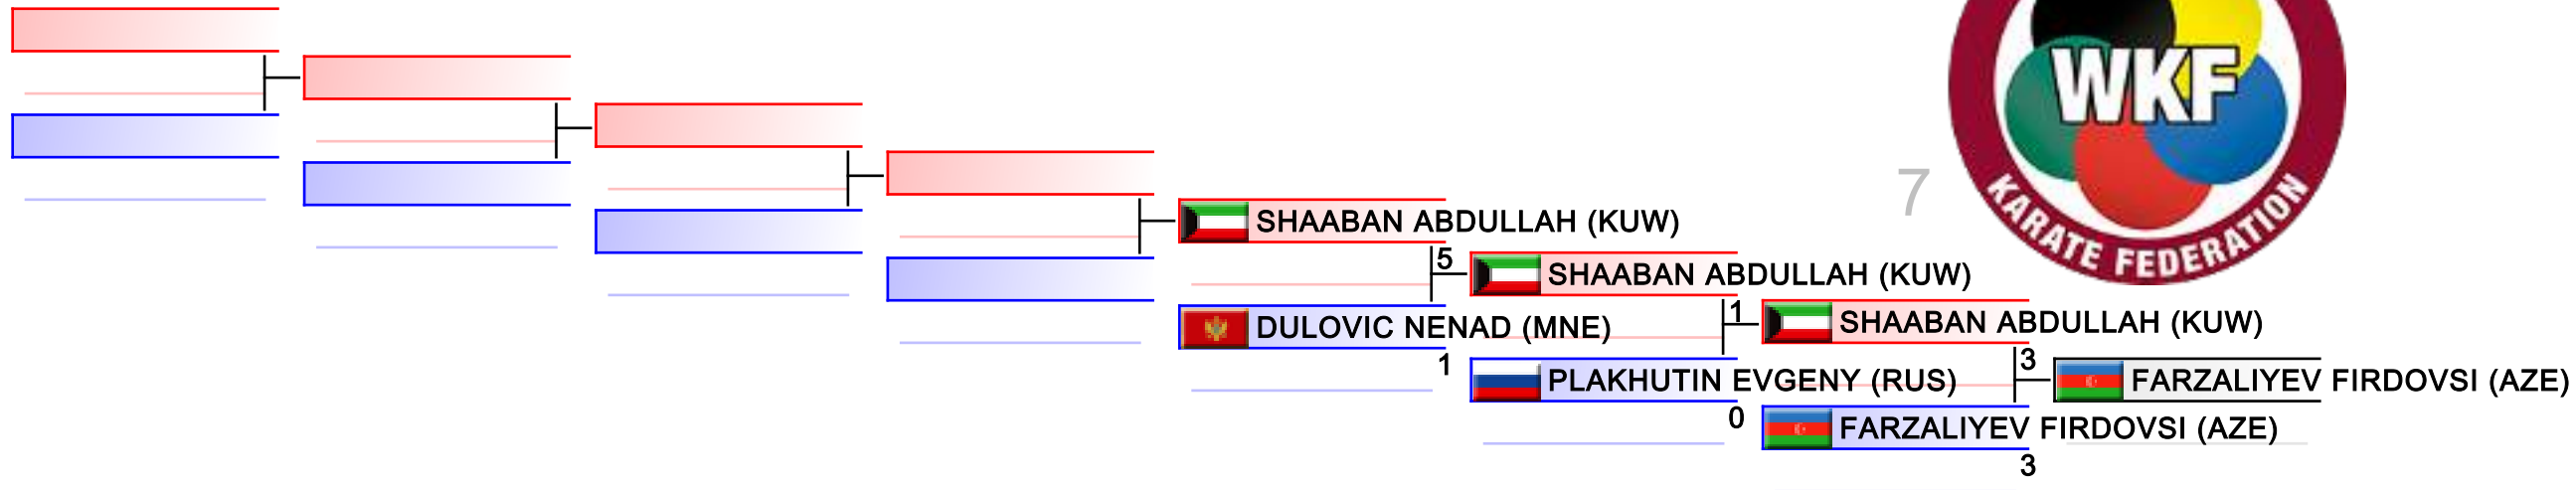 WKF
KARATE FEDERATION
7
SHAABAN ABDULLAH (KUW)
5
SHAABAN ABDULLAH (KUW)
DULOVIC NENAD (MNE)
1
1
SHAABAN ABDULLAH (KUW)
PLAKHUTIN EVGENY (RUS)
0
3
FARZALIYEV FIRDOVSI (AZE)
FARZALIYEV FIRDOVSI (AZE)
3